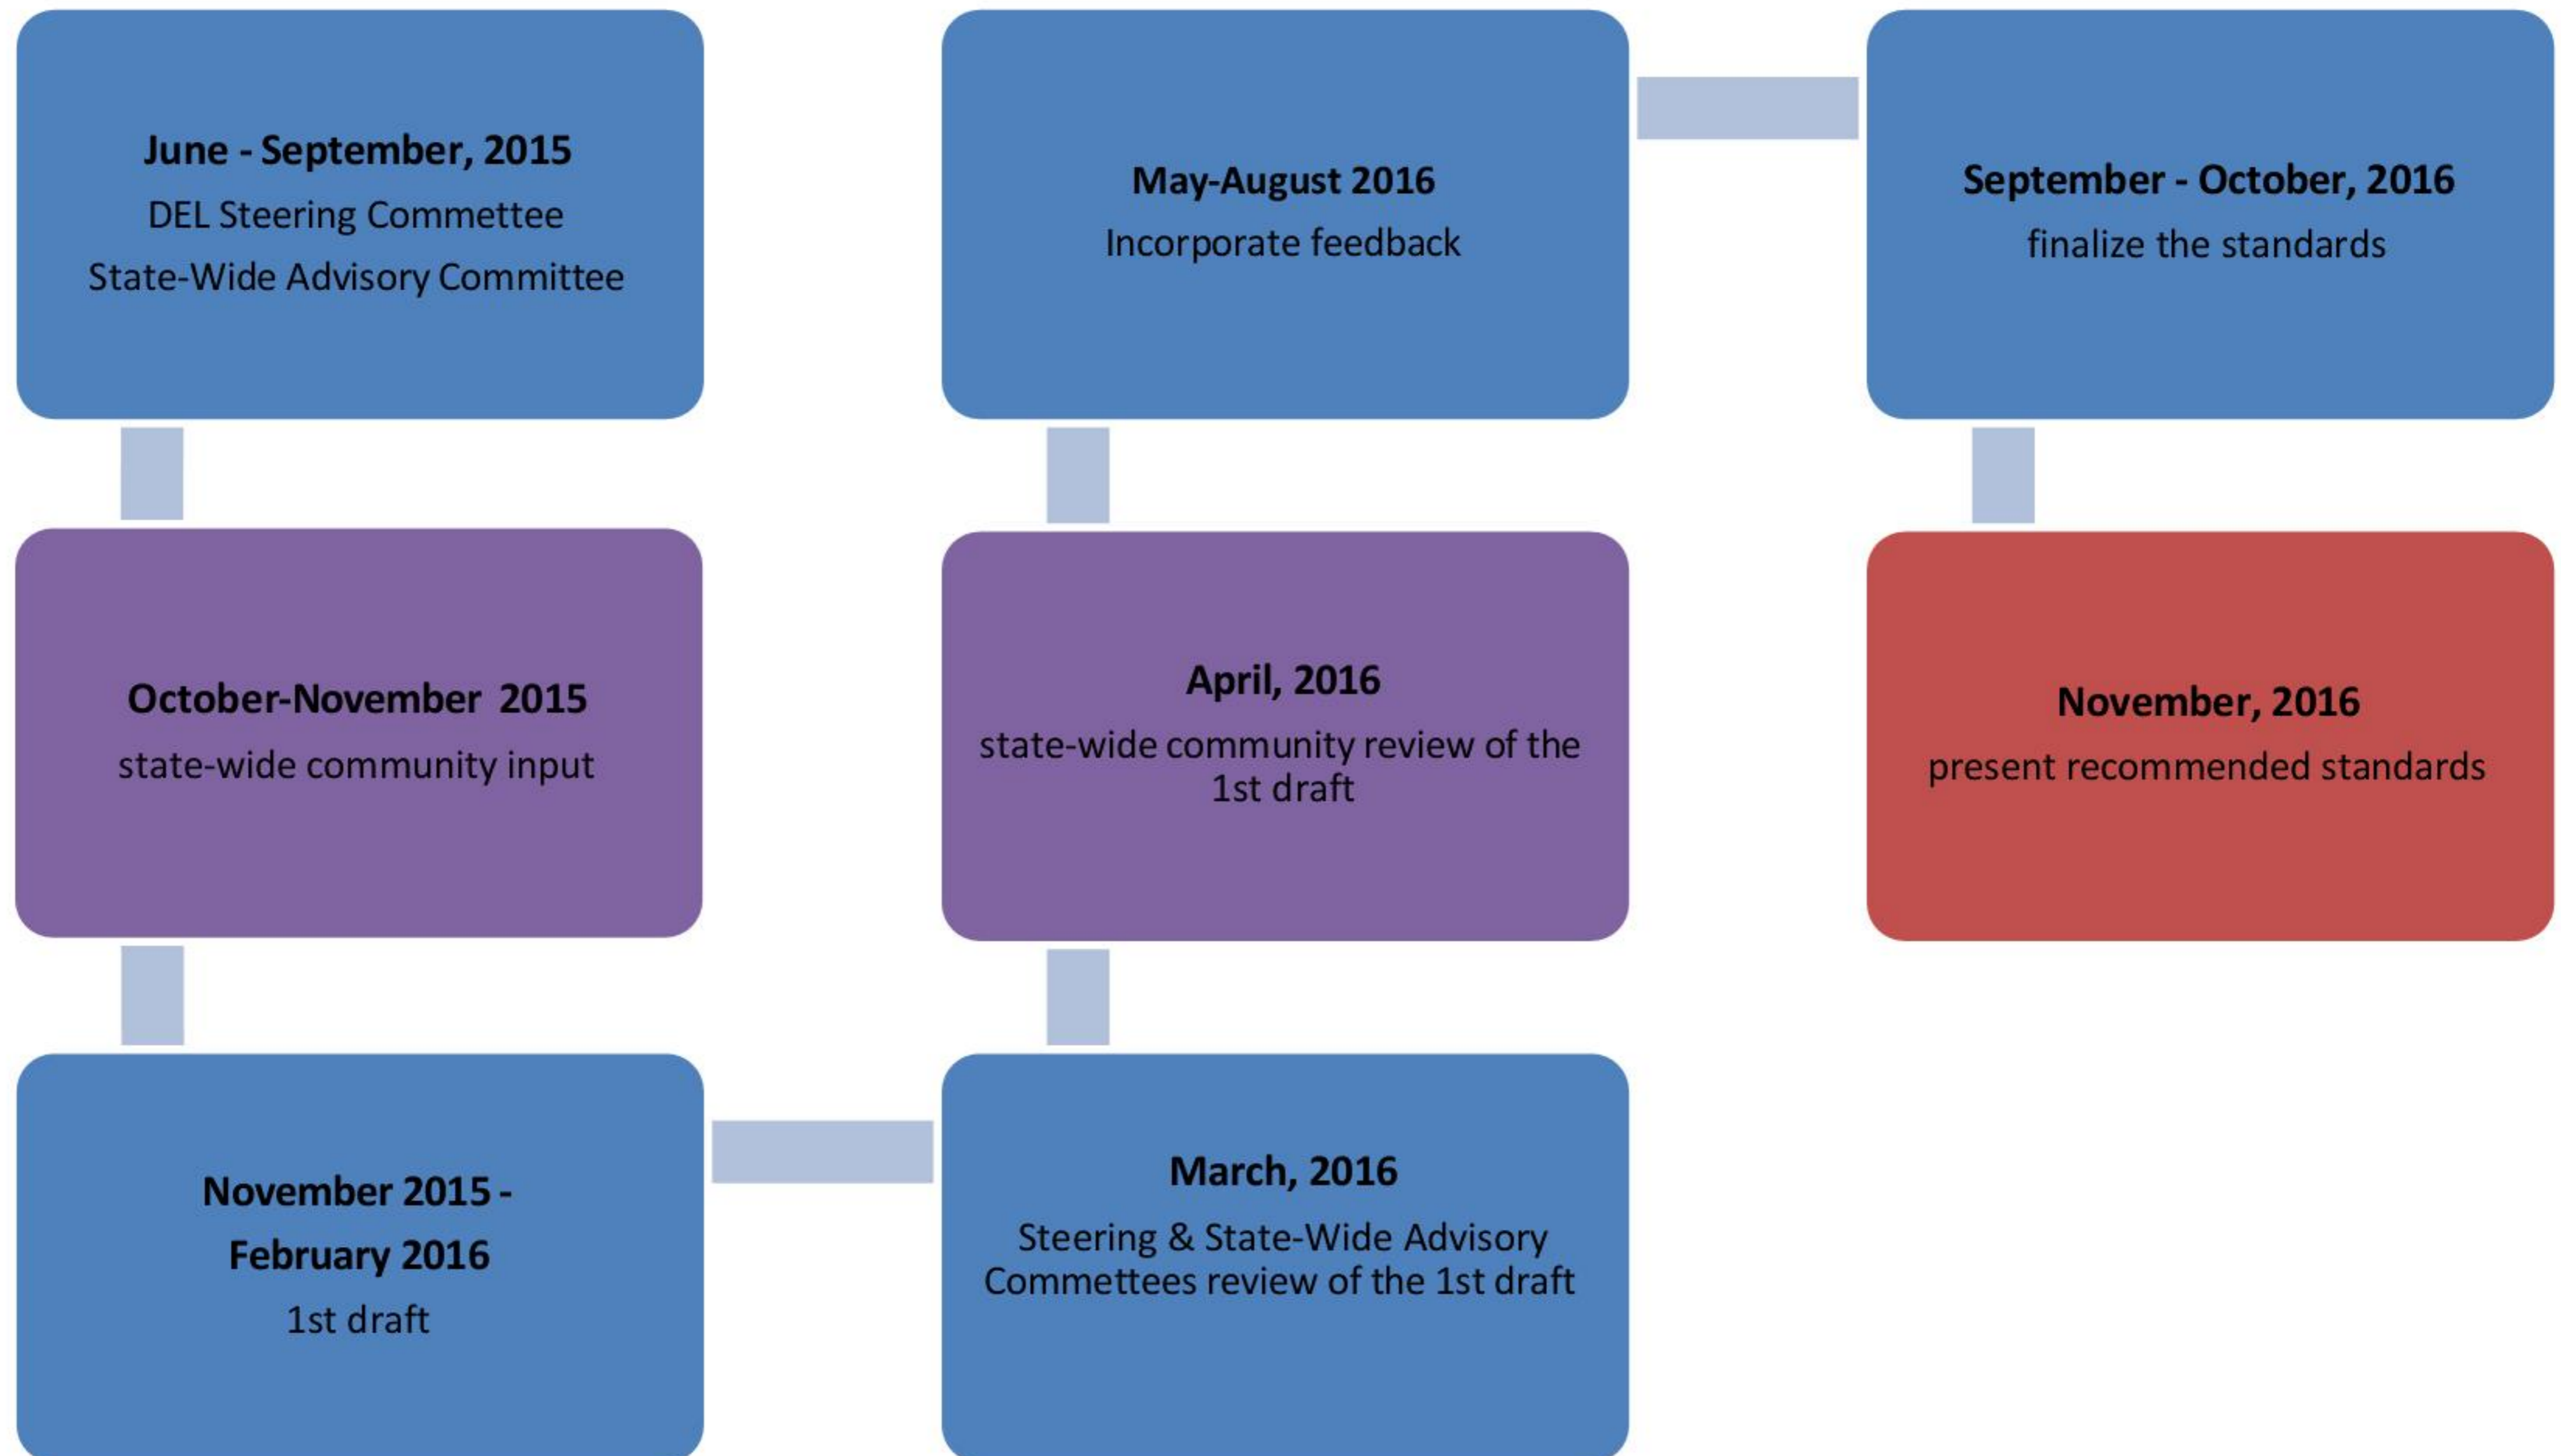 June - September, 2015
DEL Steering Commettee
State-Wide Advisory Committee
October-November 2015
state-wide community input
November 2015 -
February 2016
1st draft
March, 2016
Steering & State-Wide Advisory
Commettees review of the 1st draft
April, 2016
state-wide community review of the
1st draft
May-August 2016
Incorporate feedback
September - October, 2016
finalize the standards
November, 2016
present recommended standards